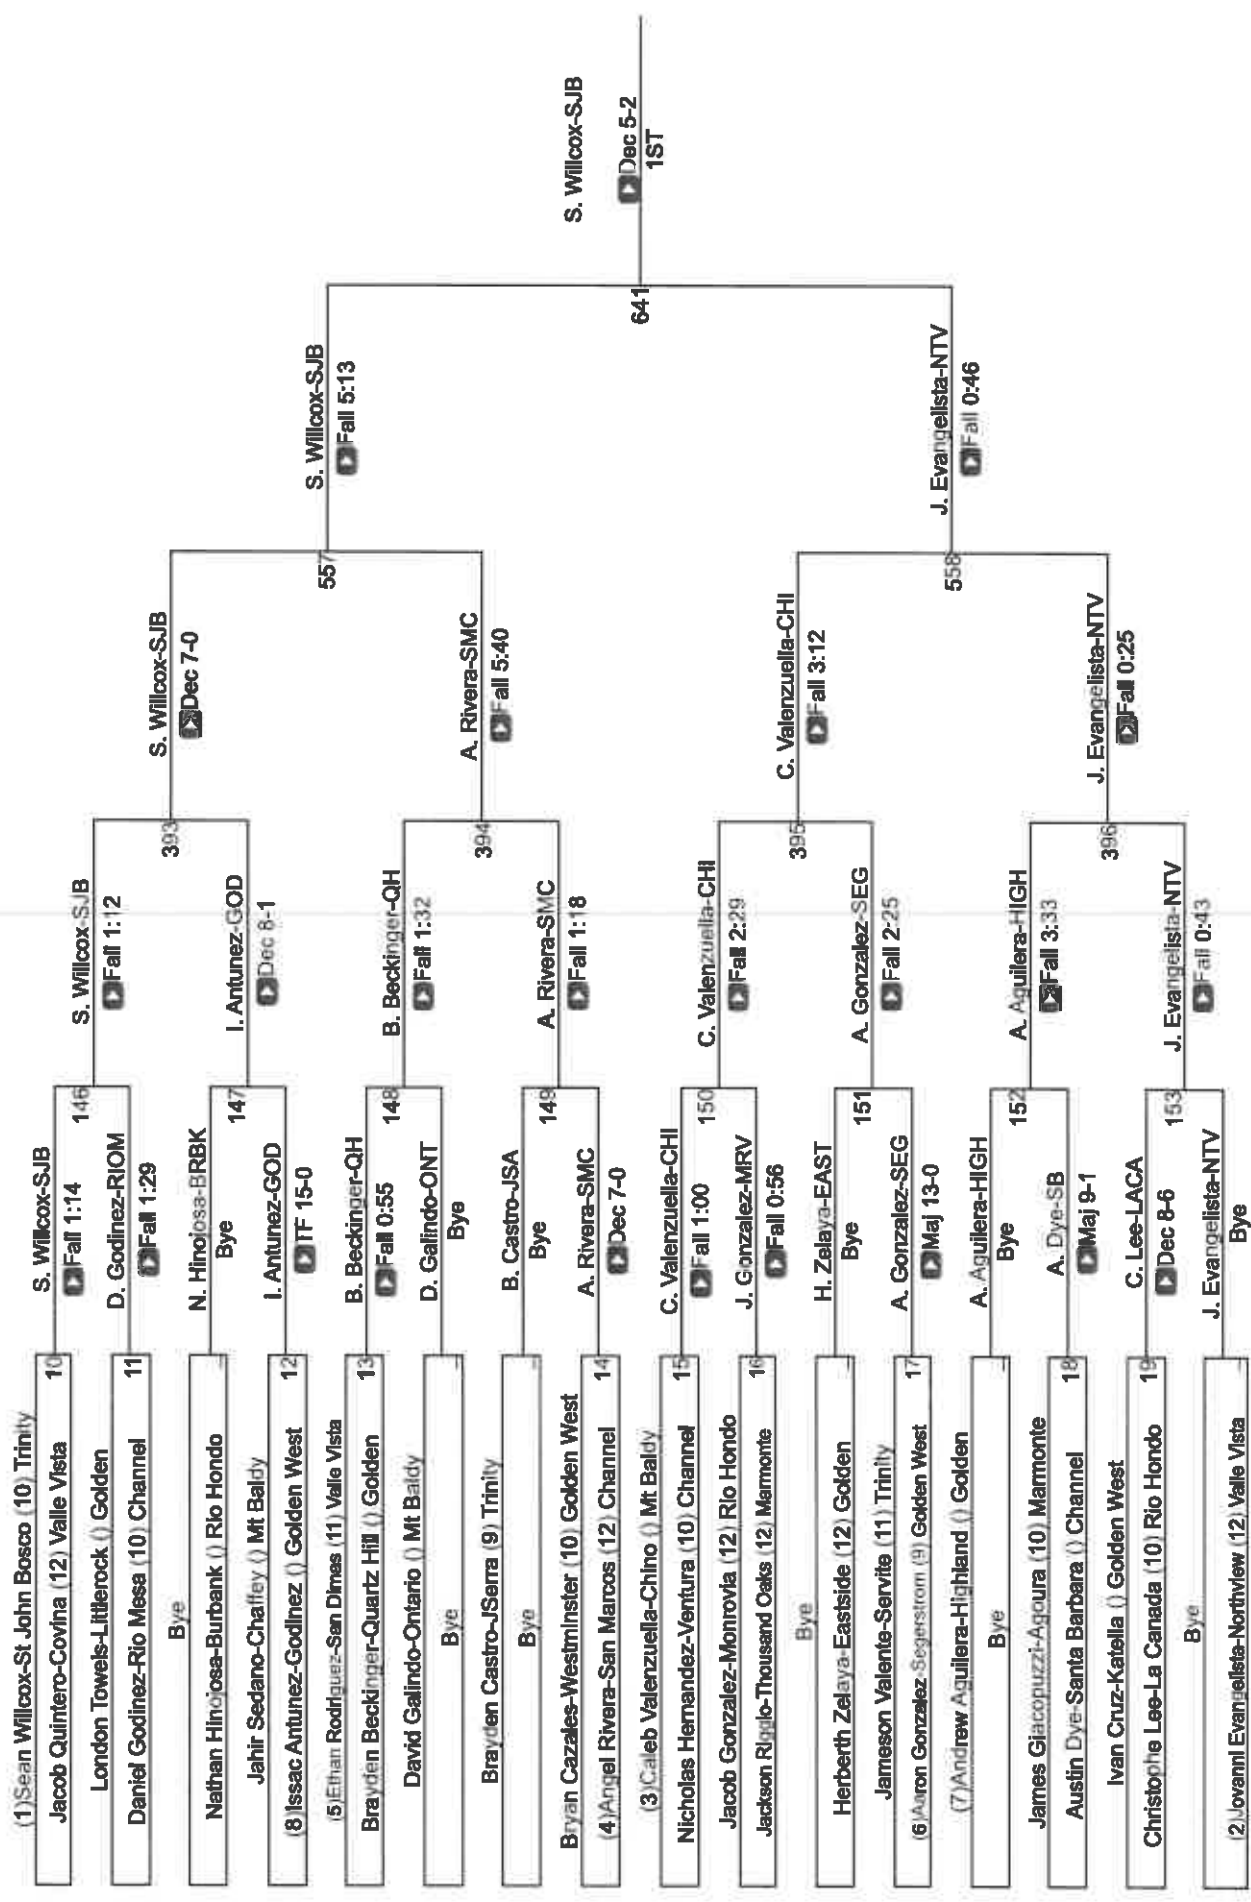 (1)Sean Willcox-St John Bosco (10) Trinity
10
Jacob Quintero-Covina (12) Valle Vista
London Towels-Littlerock () Golden
11
Daniel Godinez-Rio Mesa (10) Channel
Bye
Nathan Hinojosa-Burbank () Rio Hondo
Jahir Sedano-Chaffey () Mt Baldy
12
(8)Issac Antunez-Godinez () Golden West
(5)Ethan Rodriguez-San Dimas (11) Valle Vista
13
Brayden Beckinger-Quartz Hill () Golden
David Galindo-Ontario () Mt Baldy
Bye
Brayden Castro-JSerra (9) Trinity
Bye
Bryan Cazales-Westminster (10) Golden West
14
(4)Angel Rivera-San Marcos (12) Channel
(3)Caleb Valenzuella-Chino () Mt Baldy
15
Nicholas Hernandez-Ventura (10) Channel
Jacob Gonzalez-Monrovia (12) Rio Hondo
16
Jackson Rigglo-Thousand Oaks (12) Marmonte
Bye
Herberth Zelaya-Eastside (12) Golden
Jameson Valente-Servite (11) Trinity
17
(6)Aaron Gonzalez-Segerstrom (9) Golden West
(7)Andrew Aguilera-Highland () Golden
Bye
James Giacopuzzi-Agoura (10) Marmonte
18
Austin Dye-Santa Barbara () Channel
Ivan Cruz-Katella () Golden West
19
Christophe Lee-La Canada (10) Rio Hondo
Bye
(2)Jovanni Evangelista-Northview (12) Valle Vista
S. Willcox-SJB
Fall 1:14
146
D. Godinez-RIOM
Fall 1:29
N. Hinojosa-BRBK
Bye
147
I. Antunez-GOD
TF 15-0
B. Beckinger-QH
Fall 0:55
148
D. Galindo-ONT
Bye
B. Castro-JSA
Bye
149
A. Rivera-SMC
Dec 7-0
C. Valenzuella-CHI
Fall 1:00
150
J. Gonzalez-MRV
Fall 0:56
H. Zelaya-EAST
Bye
151
A. Gonzalez-SEG
Maj 13-0
A. Aguilera-HIGH
Bye
152
A. Dye-SB
Maj 9-1
C. Lee-LACA
Dec 8-6
153
J. Evangelista-NTV
Bye
S. Willcox-SJB
Fall 1:12
393
I. Antunez-GOD
Dec 8-1
B. Beckinger-QH
Fall 1:32
394
A. Rivera-SMC
Fall 1:18
C. Valenzuella-CHI
Fall 2:29
395
A. Gonzalez-SEG
Fall 2:25
A. Aguilera-HIGH
Fall 3:33
396
J. Evangelista-NTV
Fall 0:43
S. Willcox-SJB
Dec 7-0
557
A. Rivera-SMC
Fall 5:40
C. Valenzuella-CHI
Fall 3:12
558
J. Evangelista-NTV
Fall 0:25
S. Willcox-SJB
Fall 5:13
641
J. Evangelista-NTV
Fall 0:46
S. Willcox-SJB
Dec 5-2
1ST